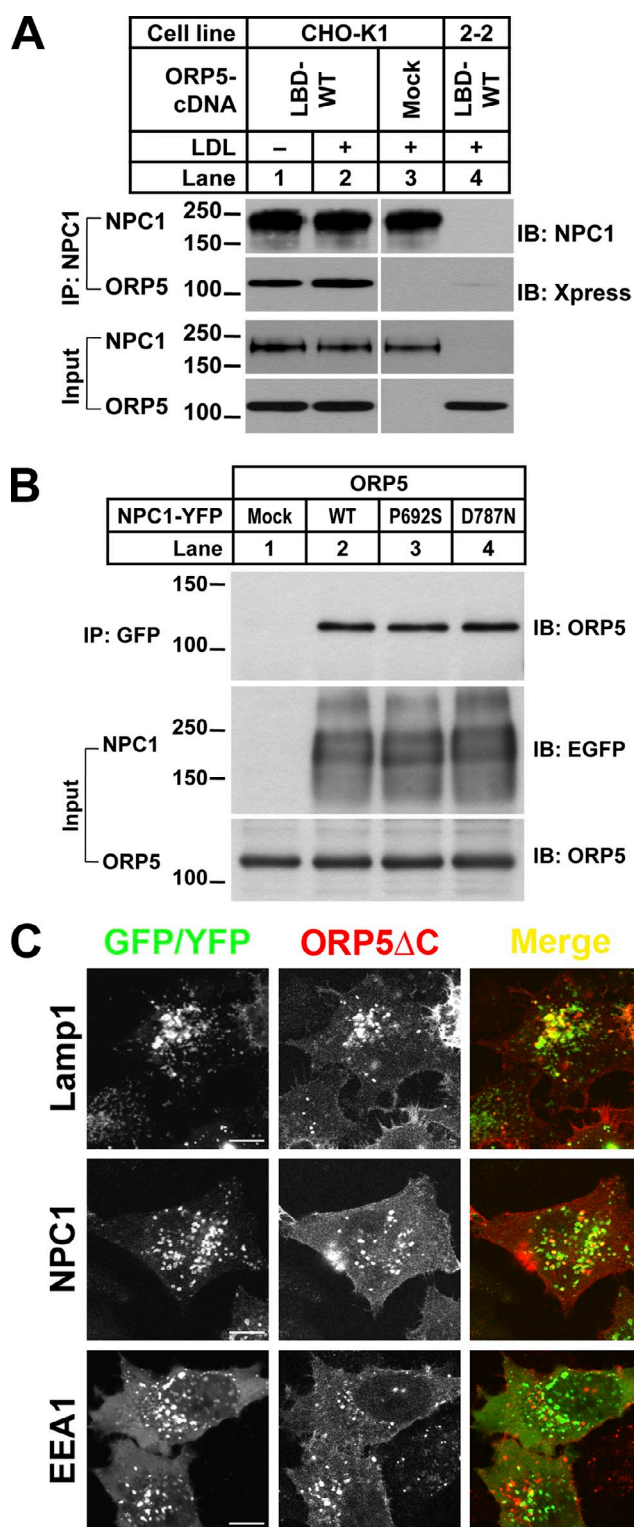 A
Cell line CHO-K1 2-2
ORP5-cDNA LBD-WT Mock LBD-WT
LDL – + + +
Lane 1 2 3 4
IP: NPC1
NPC1 250 150 IB: NPC1
ORP5 100 IB: Xpress
Input
NPC1 250 150
ORP5 100
B
ORP5
NPC1-YFP Mock WT P692S D787N
Lane 1 2 3 4
150
IP: GFP 100 IB: ORP5
Input
NPC1 250 150 IB: EGFP
ORP5 100 IB: ORP5
C
GFP/YFP ORP5ΔC Merge
Lamp1
NPC1
EEA1